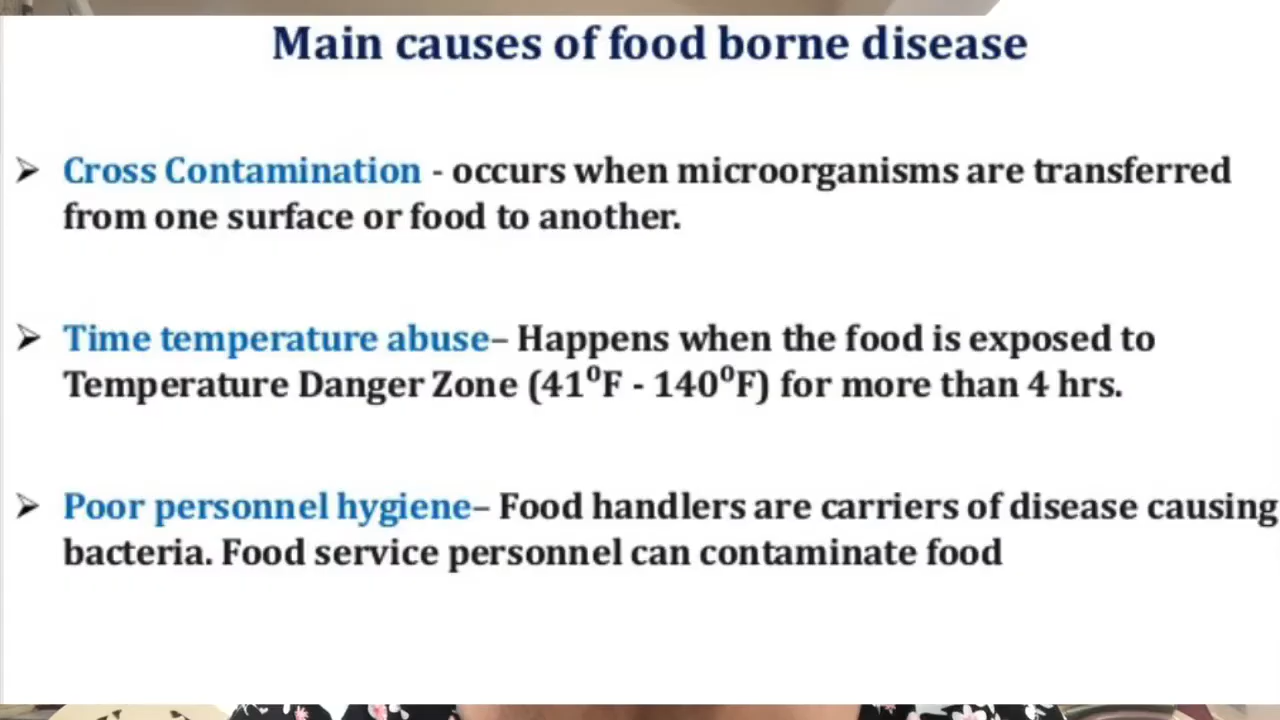 Main causes of food borne disease
➢ Cross Contamination - occurs when microorganisms are transferred
from one surface or food to another.
➢ Time temperature abuse– Happens when the food is exposed to
Temperature Danger Zone (41⁰F - 140⁰F) for more than 4 hrs.
➢ Poor personnel hygiene– Food handlers are carriers of disease causing
bacteria. Food service personnel can contaminate food